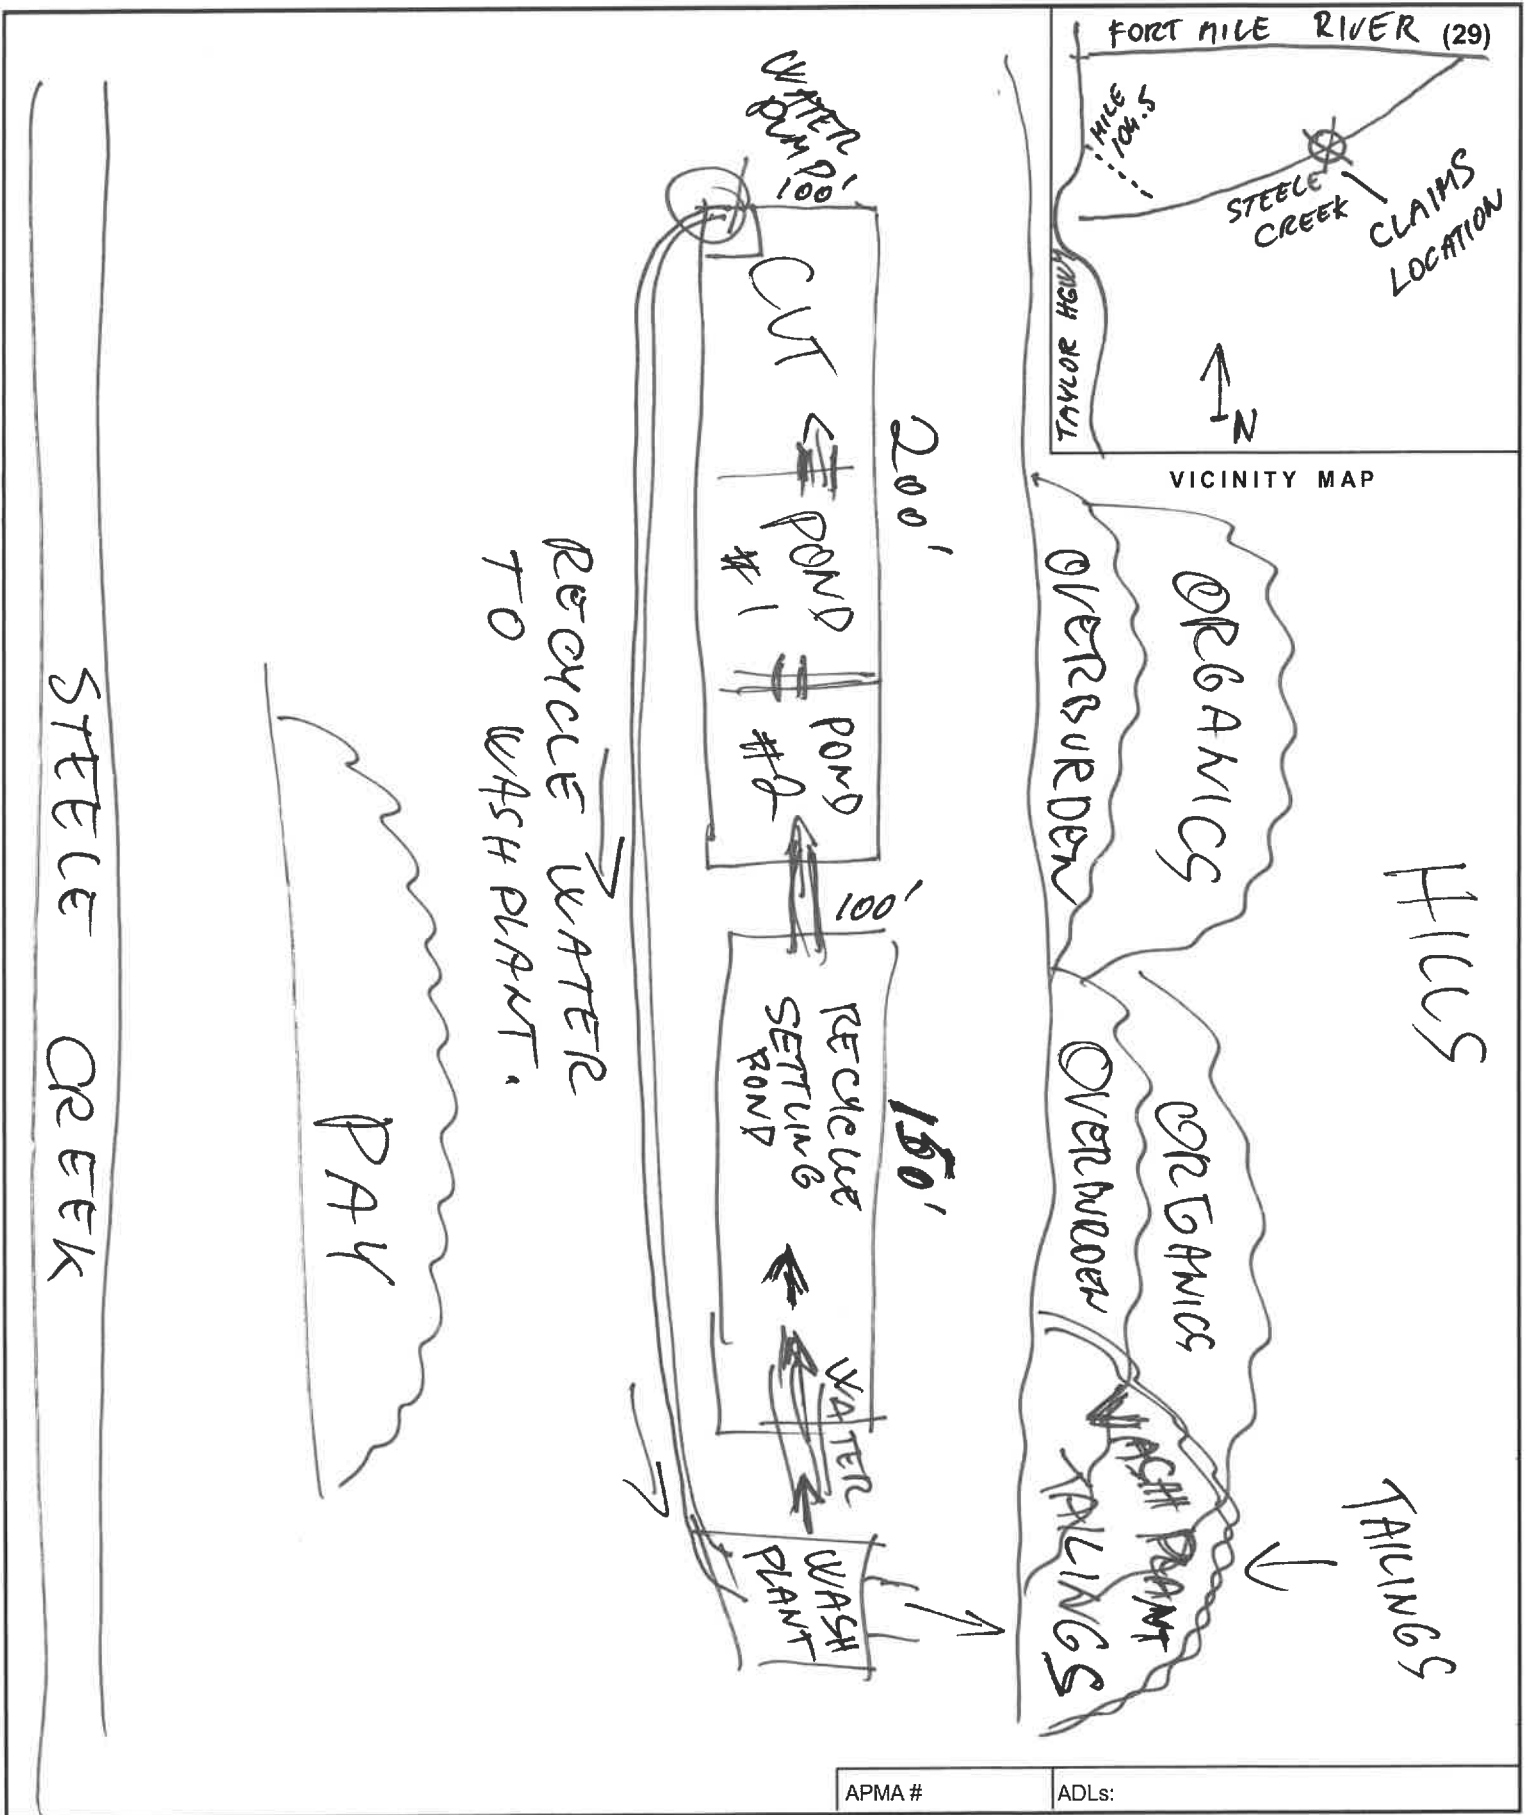 FORT MILE RIVER (29)
MILE
104.5
STEELE
CREEK
CLAIMS
LOCATION
TAYLOR HGWY
N
VICINITY MAP
WATER
PUMP
100'
CUT
200'
POND
#1
POND
#2
100'
RECYCLE
SETTLING
POND
150'
WATER
WASH
PLANT
RECYCLE WATER
TO WASH PLANT.
PAY
STEELE CREEK
ORGANICS
OVERBURDEN
HILLS
ORGANICS
OVERBURDEN
WASH PLANT
TAILINGS
TAILINGS
APMA #
ADLs: